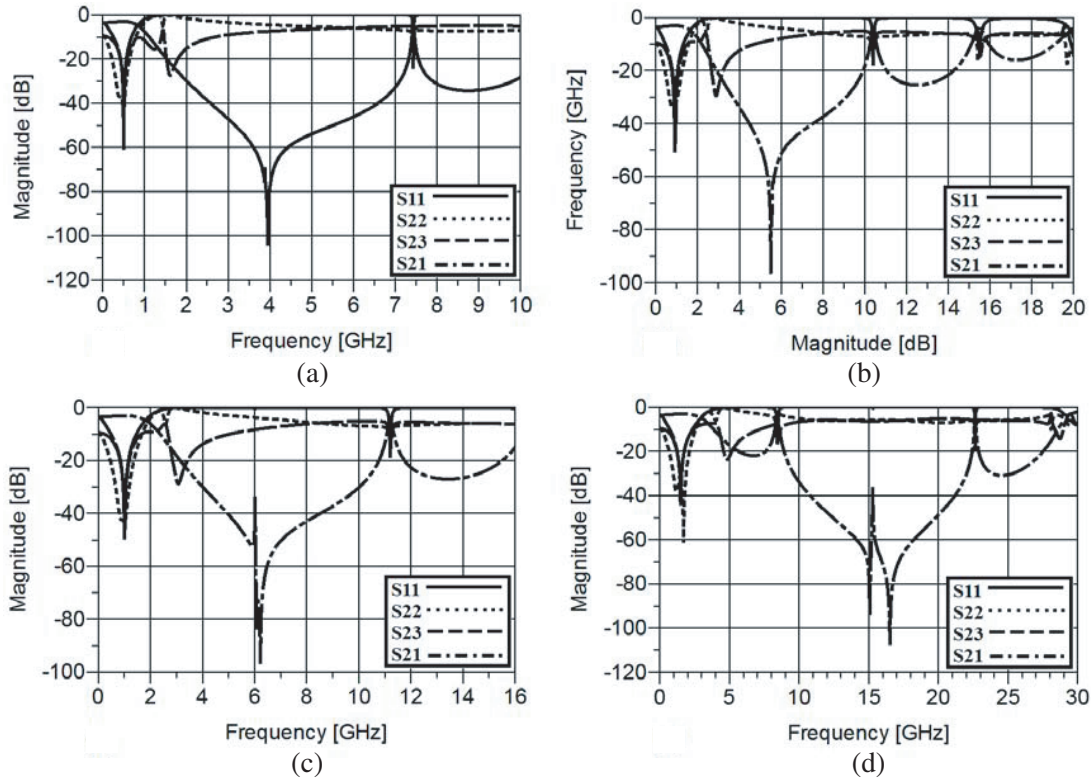 0
-20
-40
-60
-80
-100
-120
Magnitude [dB]
S11
S22
S23
S21
0 1 2 3 4 5 6 7 8 9 10
Frequency [GHz]
(a)
0
-20
-40
-60
-80
-100
Frequency [GHz]
S11
S22
S23
S21
0 2 4 6 8 10 12 14 16 18 20
Magnitude [dB]
(b)
0
-20
-40
-60
-80
-100
Magnitude [dB]
S11
S22
S23
S21
0 2 4 6 8 10 12 14 16
Frequency [GHz]
(c)
0
-20
-40
-60
-80
-100
-120
Magnitude [dB]
S11
S22
S23
S21
0 5 10 15 20 25 30
Frequency [GHz]
(d)